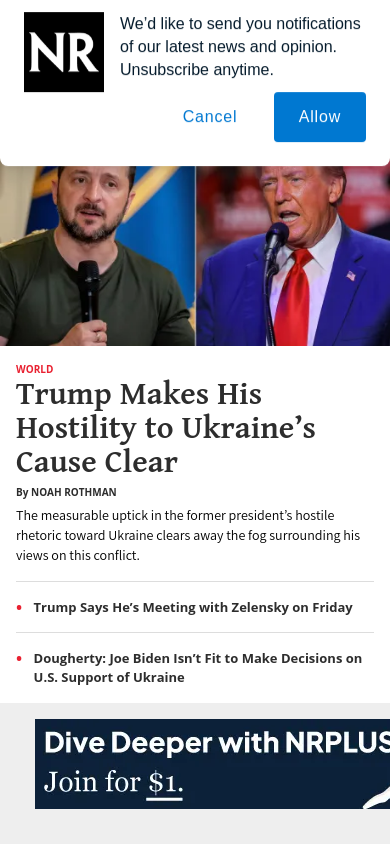 NR
We’d like to send you notifications
of our latest news and opinion.
Unsubscribe anytime.
Cancel
Allow
WORLD
Trump Makes His
Hostility to Ukraine’s
Cause Clear
By NOAH ROTHMAN
The measurable uptick in the former president’s hostile
rhetoric toward Ukraine clears away the fog surrounding his
views on this conflict.
• Trump Says He’s Meeting with Zelensky on Friday
• Dougherty: Joe Biden Isn’t Fit to Make Decisions on
U.S. Support of Ukraine
Dive Deeper with NRPLUS
Join for $1.